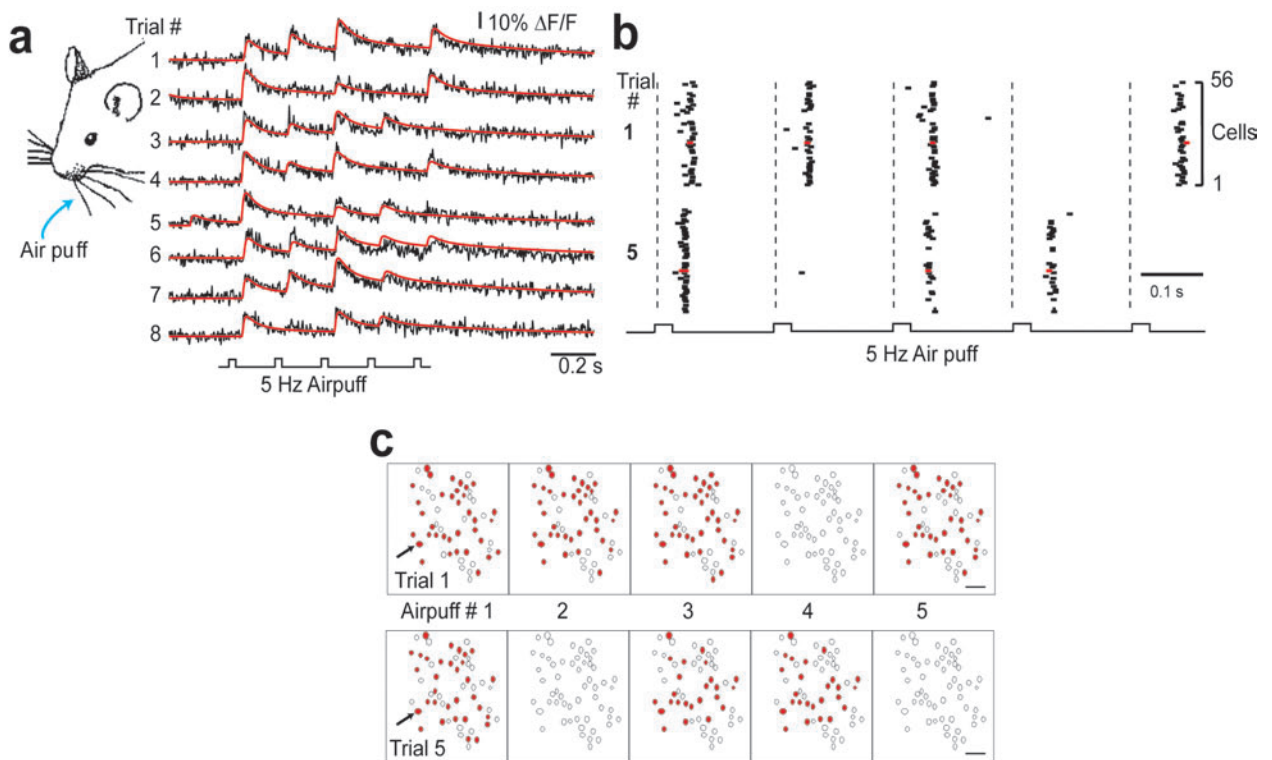 a
Trial #
10% ΔF/F
1
2
3
4
5
6
7
8
Air puff
0.2 s
5 Hz Airpuff
b
Trial
#
1
5
56
Cells
1
0.1 s
5 Hz Air puff
c
Trial 1
Airpuff # 1 2 3 4 5
Trial 5